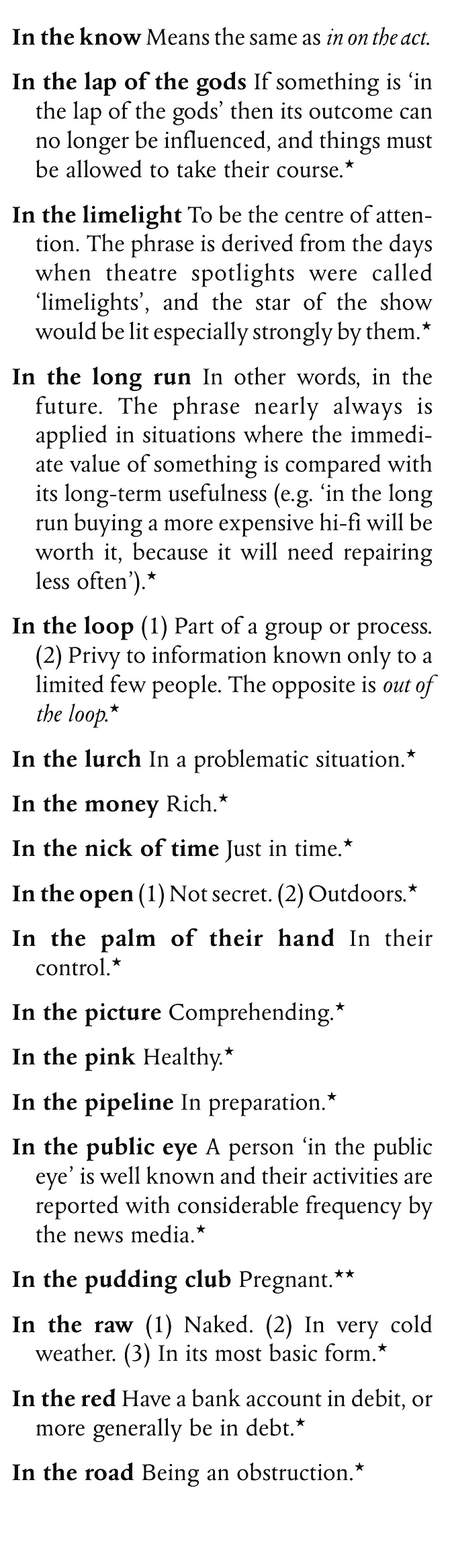 In the know Means the same as in on the act.
In the lap of the gods If something is ‘in
the lap of the gods’ then its outcome can
no longer be influenced, and things must
be allowed to take their course.★
In the limelight To be the centre of atten-
tion. The phrase is derived from the days
when theatre spotlights were called
‘limelights’, and the star of the show
would be lit especially strongly by them.★
In the long run In other words, in the
future. The phrase nearly always is
applied in situations where the immedi-
ate value of something is compared with
its long-term usefulness (e.g. ‘in the long
run buying a more expensive hi-fi will be
worth it, because it will need repairing
less often’).★
In the loop (1) Part of a group or process.
(2) Privy to information known only to a
limited few people. The opposite is out of
the loop.★
In the lurch In a problematic situation.★
In the money Rich.★
In the nick of time Just in time.★
In the open (1) Not secret. (2) Outdoors.★
In the palm of their hand In their
control.★
In the picture Comprehending.★
In the pink Healthy.★
In the pipeline In preparation.★
In the public eye A person ‘in the public
eye’ is well known and their activities are
reported with considerable frequency by
the news media.★
In the pudding club Pregnant.★★
In the raw (1) Naked. (2) In very cold
weather. (3) In its most basic form.★
In the red Have a bank account in debit, or
more generally be in debt.★
In the road Being an obstruction.★